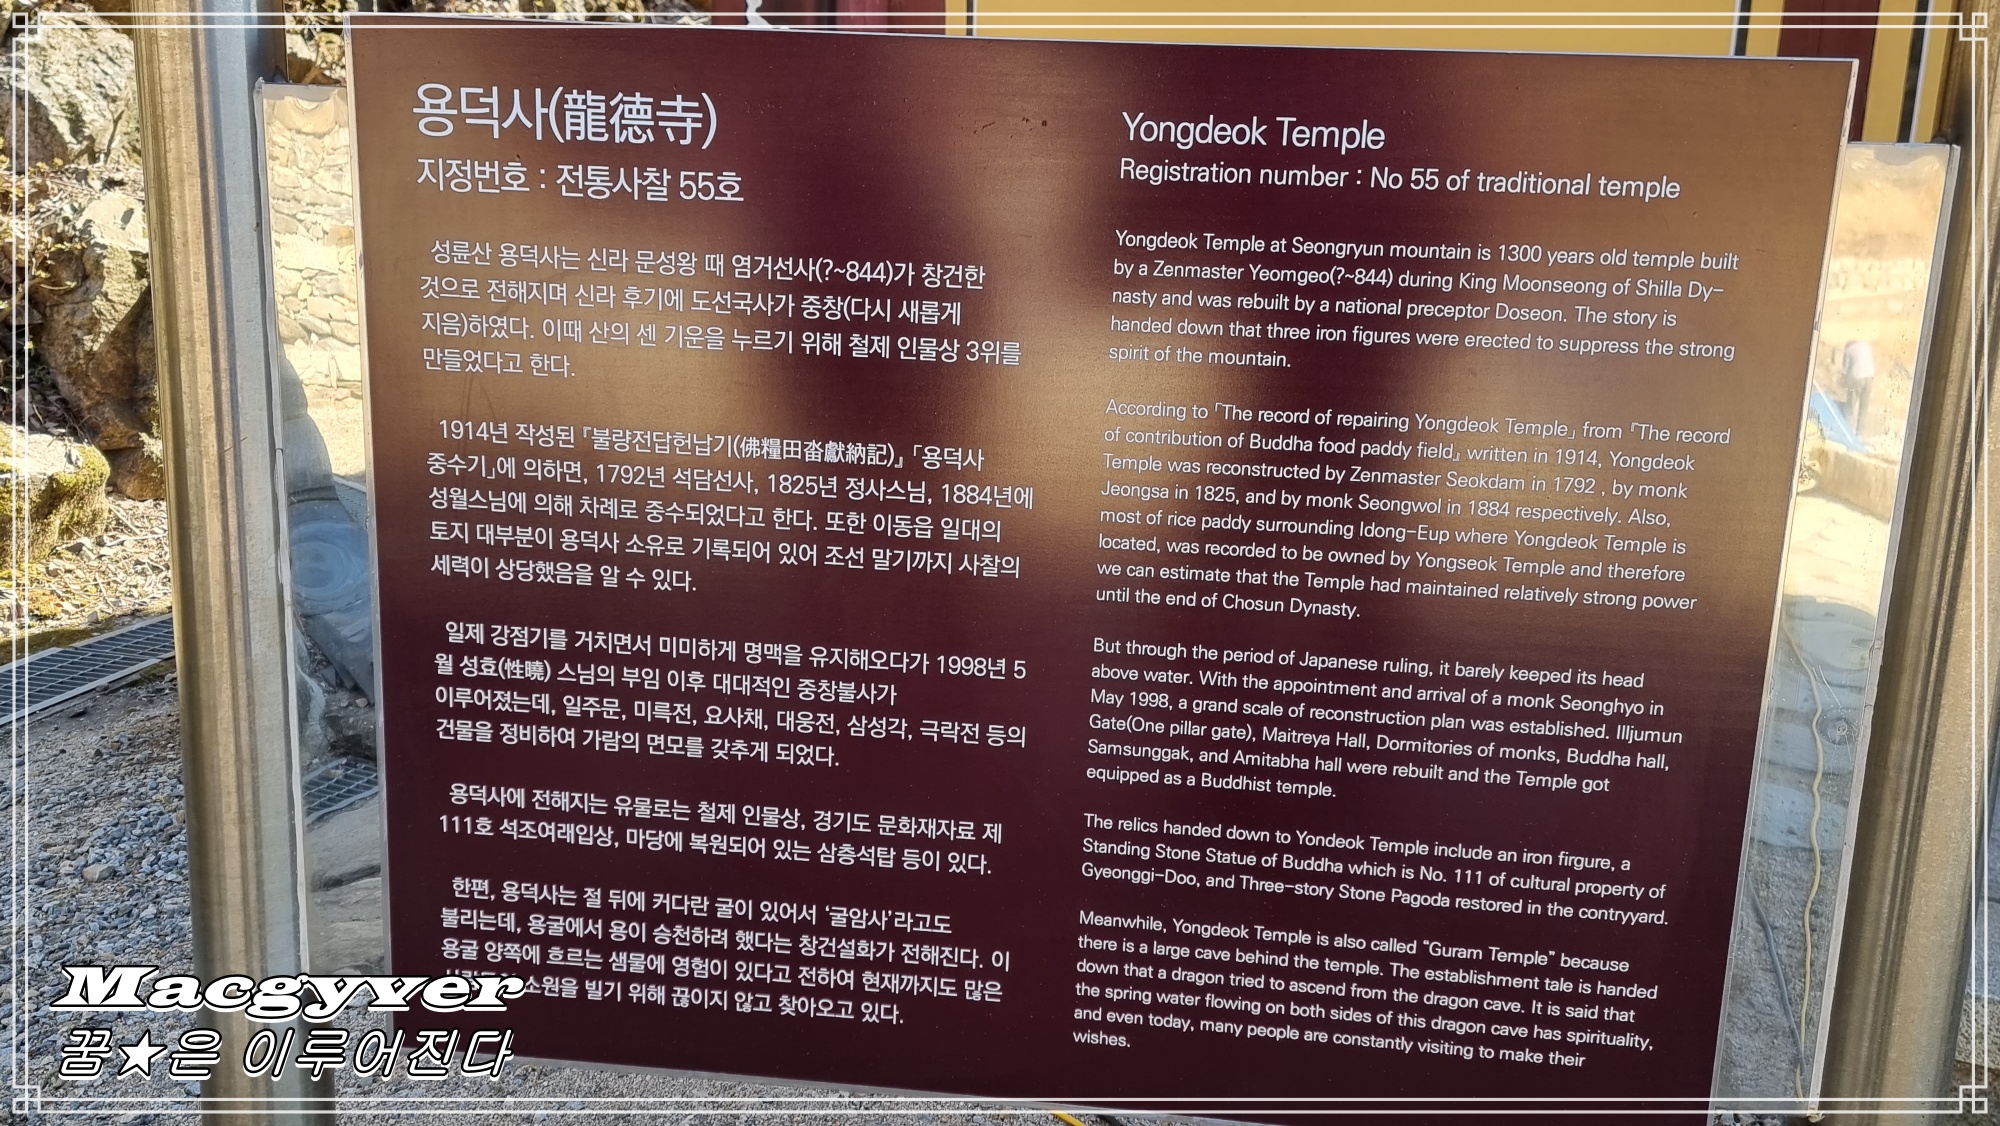 용덕사(龍德寺)
지정번호 : 전통사찰 55호
성륜산 용덕사는 신라 문성왕 때 염거선사(?~844)가 창건한
것으로 전해지며 신라 후기에 도선국사가 중창(다시 새롭게
지음)하였다. 이때 산의 센 기운을 누르기 위해 철제 인물상 3위를
만들었다고 한다.
1914년 작성된 『불량전답헌납기(佛糧田畓獻納記)』 「용덕사
중수기」에 의하면, 1792년 석담선사, 1825년 정사스님, 1884년에
성월스님에 의해 차례로 중수되었다고 한다. 또한 이동읍 일대의
토지 대부분이 용덕사 소유로 기록되어 있어 조선 말기까지 사찰의
세력이 상당했음을 알 수 있다.
일제 강점기를 거치면서 미미하게 명맥을 유지해오다가 1998년 5
월 성효(性曉) 스님의 부임 이후 대대적인 중창불사가
이루어졌는데, 일주문, 미륵전, 요사채, 대웅전, 삼성각, 극락전 등의
건물을 정비하여 가람의 면모를 갖추게 되었다.
용덕사에 전해지는 유물로는 철제 인물상, 경기도 문화재자료 제
111호 석조여래입상, 마당에 복원되어 있는 삼층석탑 등이 있다.
한편, 용덕사는 절 뒤에 커다란 굴이 있어서 ‘굴암사’라고도
불리는데, 용굴에서 용이 승천하려 했다는 창건설화가 전해진다. 이
용굴 양쪽에 흐르는 샘물에 영험이 있다고 전하여 현재까지도 많은
소원을 빌기 위해 끊이지 않고 찾아오고 있다.
Yongdeok Temple
Registration number : No 55 of traditional temple
Yongdeok Temple at Seongryun mountain is 1300 years old temple built
by a Zenmaster Yeomgeo(?~844) during King Moonseong of Shilla Dy-
nasty and was rebuilt by a national preceptor Doseon. The story is
handed down that three iron figures were erected to suppress the strong
spirit of the mountain.
According to 「The record of repairing Yongdeok Temple」 from 『The record
of contribution of Buddha food paddy field』 written in 1914, Yongdeok
Temple was reconstructed by Zenmaster Seokdam in 1792 , by monk
Jeongsa in 1825, and by monk Seongwol in 1884 respectively. Also,
most of rice paddy surrounding Idong-Eup where Yongdeok Temple is
located, was recorded to be owned by Yongseok Temple and therefore
we can estimate that the Temple had maintained relatively strong power
until the end of Chosun Dynasty.
But through the period of Japanese ruling, it barely keeped its head
above water. With the appointment and arrival of a monk Seonghyo in
May 1998, a grand scale of reconstruction plan was established. Illjumun
Gate(One pillar gate), Maitreya Hall, Dormitories of monks, Buddha hall,
Samsunggak, and Amitabha hall were rebuilt and the Temple got
equipped as a Buddhist temple.
The relics handed down to Yondeok Temple include an iron firgure, a
Standing Stone Statue of Buddha which is No. 111 of cultural property of
Gyeonggi-Doo, and Three-story Stone Pagoda restored in the contryyard.
Meanwhile, Yongdeok Temple is also called “Guram Temple” because
there is a large cave behind the temple. The establishment tale is handed
down that a dragon tried to ascend from the dragon cave. It is said that
the spring water flowing on both sides of this dragon cave has spirituality,
and even today, many people are constantly visiting to make their
wishes.
Macgyver
꿈★은 이루어진다